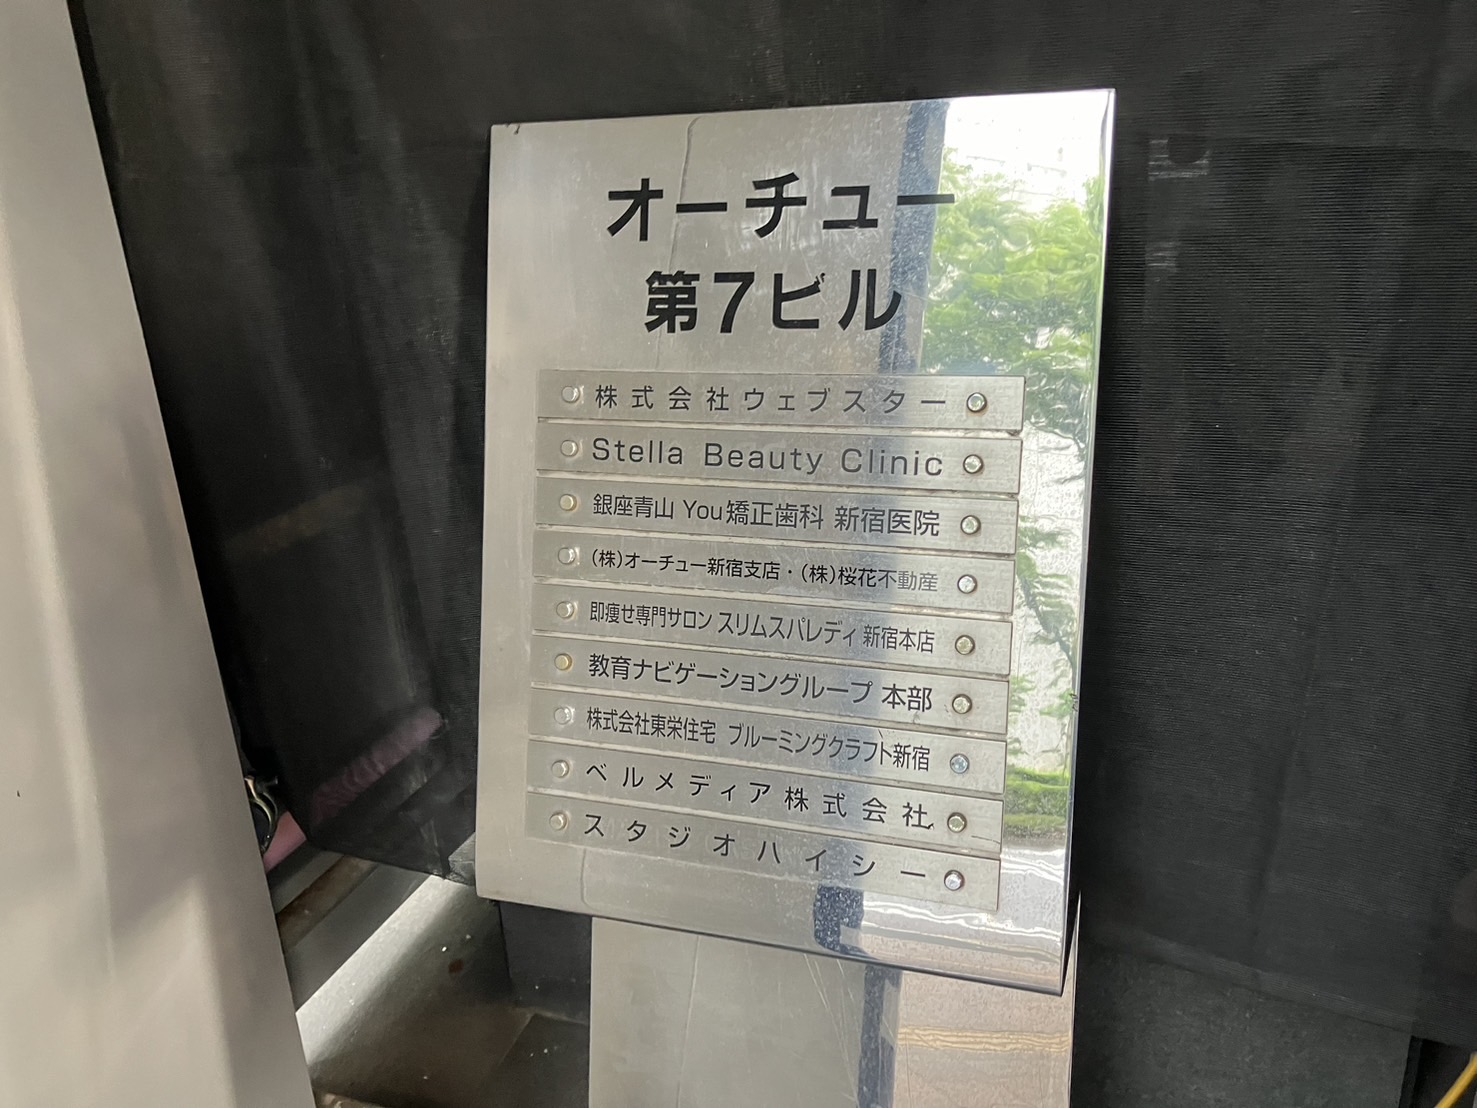 オーチュー
第7ビル
株式会社ウェブスター
Stella Beauty Clinic
銀座青山 You矯正歯科 新宿医院
(株)オーチュー新宿支店・(株)桜花不動産
即痩せ専門サロン スリムスパレディ 新宿本店
教育ナビゲーショングループ 本部
株式会社東栄住宅 ブルーミングクラフト新宿
ベルメディア株式会社
スタジオハイシー